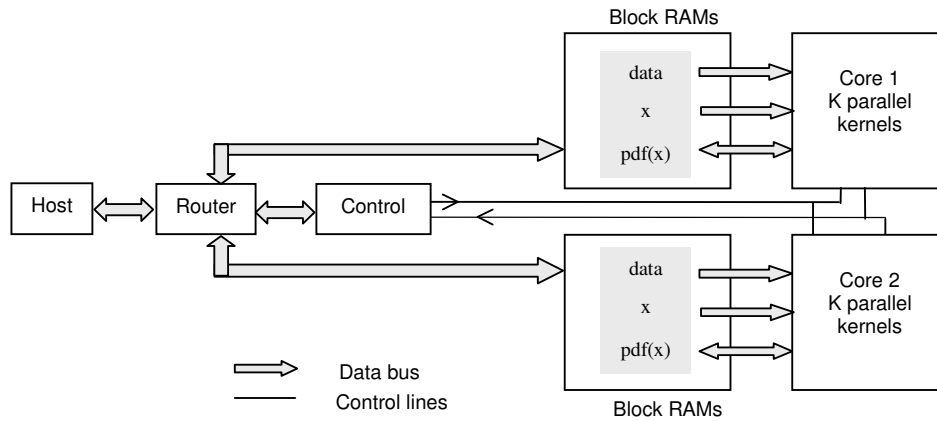 Block RAMs
data
x
pdf(x)
Core 1
K parallel
kernels
Host
Router
Control
data
x
pdf(x)
Core 2
K parallel
kernels
Block RAMs
Data bus
Control lines